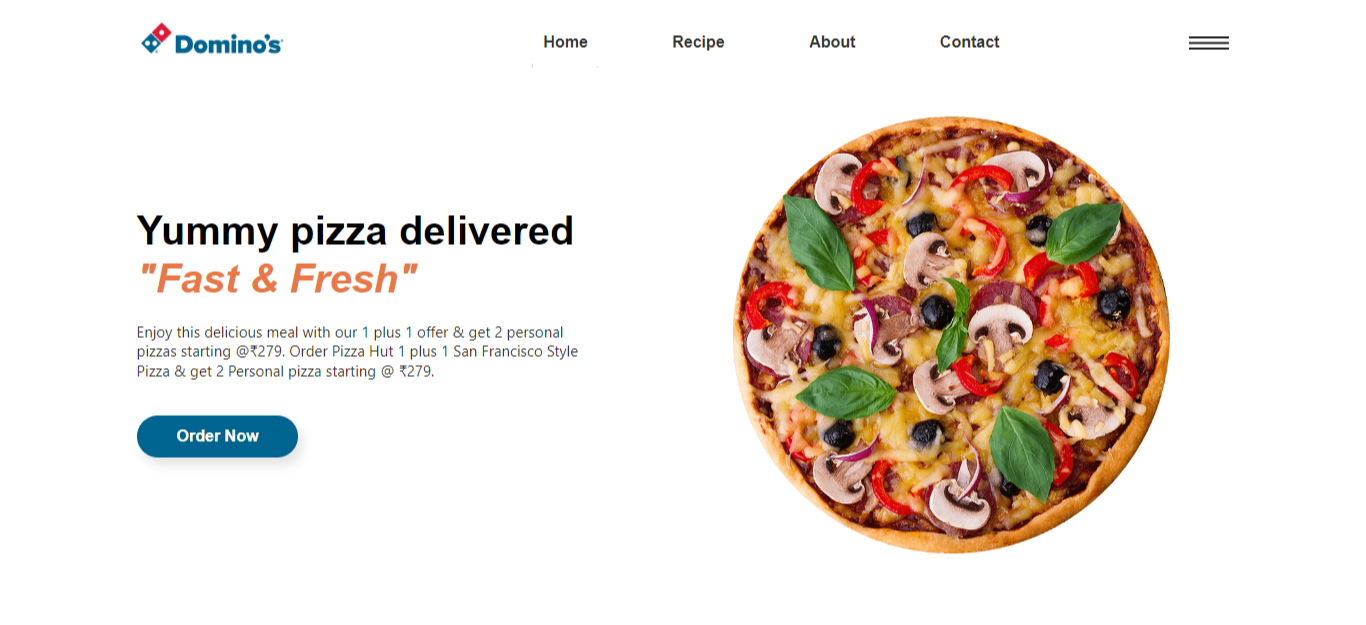 Domino's
Home Recipe About Contact
Yummy pizza delivered
"Fast & Fresh"
Enjoy this delicious meal with our 1 plus 1 offer & get 2 personal
pizzas starting @₹279. Order Pizza Hut 1 plus 1 San Francisco Style
Pizza & get 2 Personal pizza starting @ ₹279.
Order Now